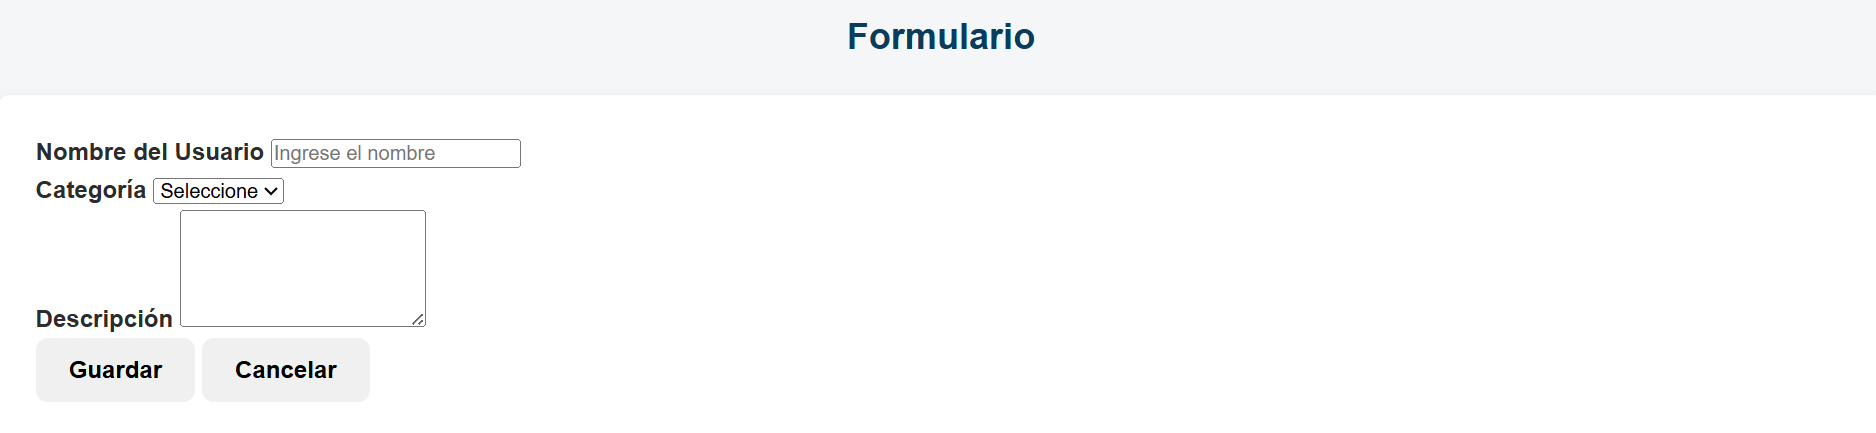 Formulario
Nombre del Usuario Ingrese el nombre
Categoría Seleccione
Descripción
Guardar Cancelar